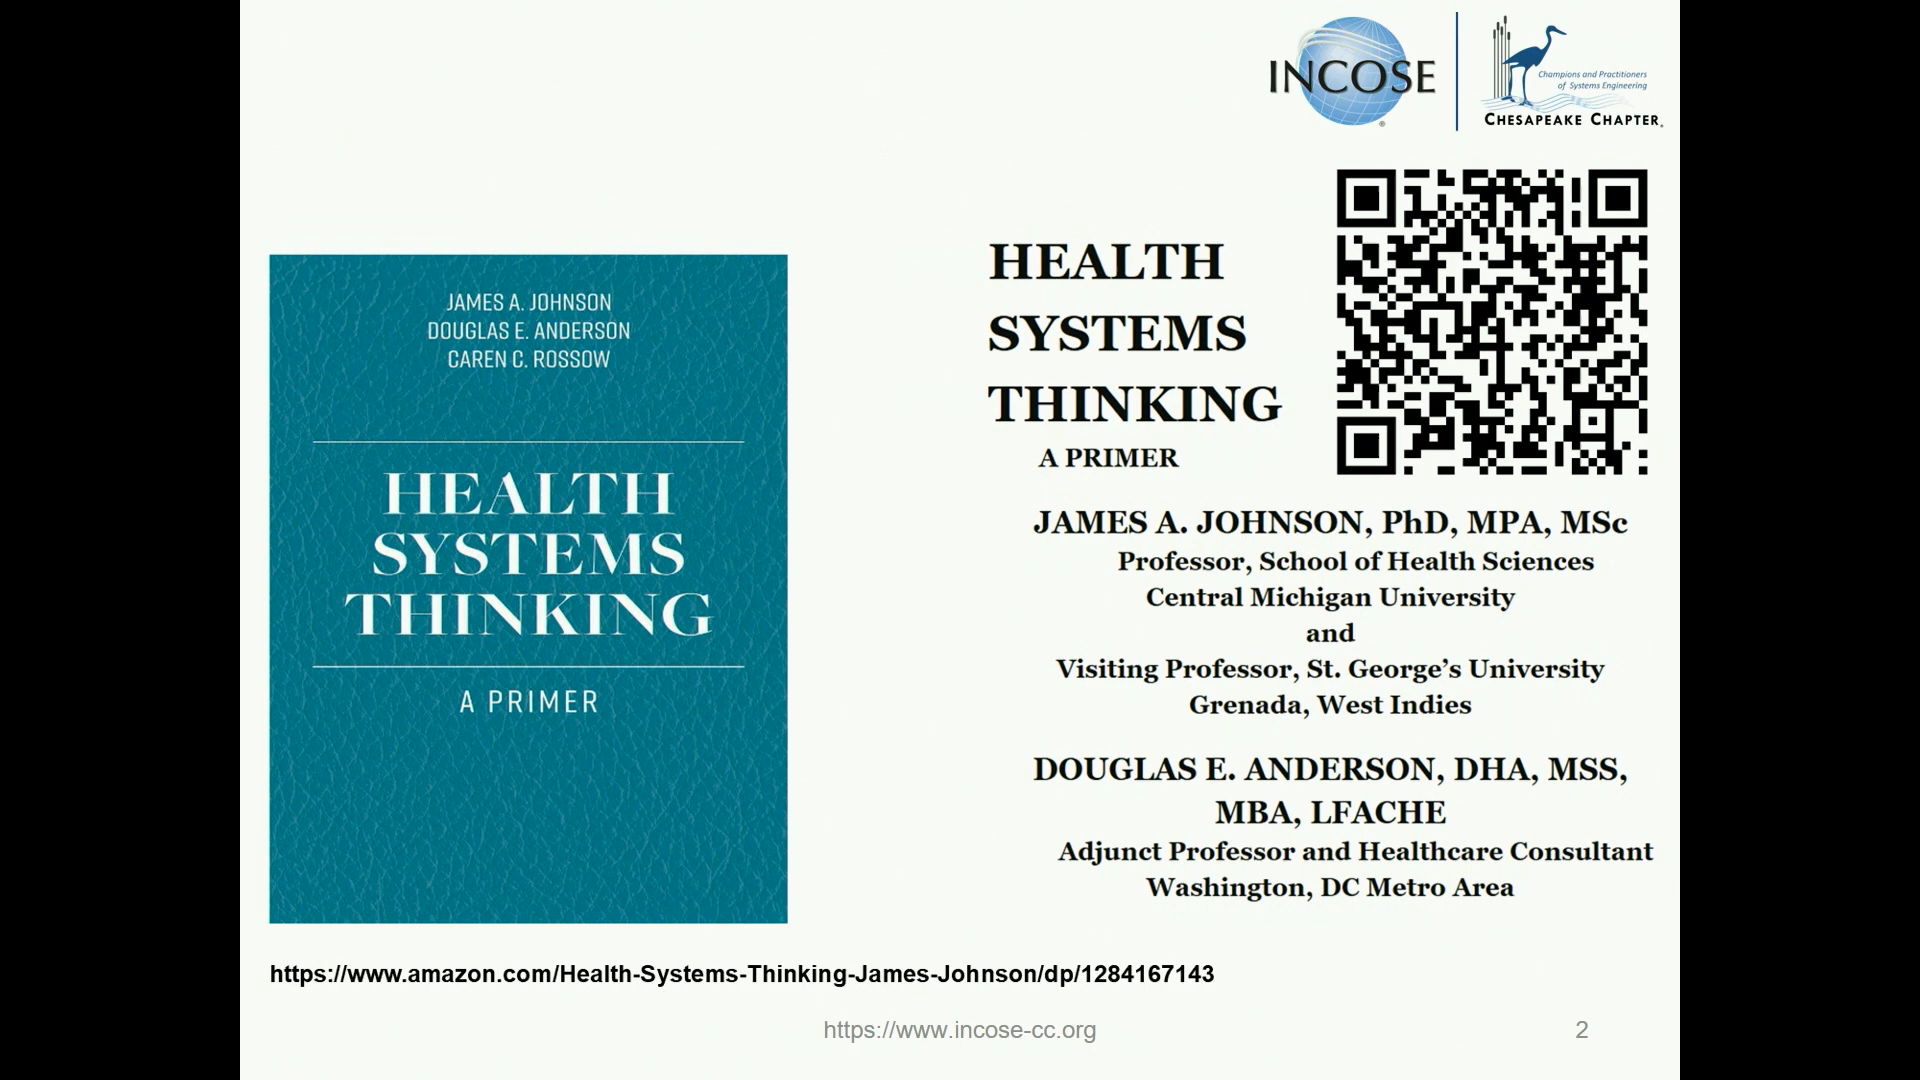 INCOSE
®
Champions and Practitioners
of Systems Engineering
CHESAPEAKE CHAPTER®
JAMES A. JOHNSON
DOUGLAS E. ANDERSON
CAREN C. ROSSOW
HEALTH
SYSTEMS
THINKING
A PRIMER
HEALTH
SYSTEMS
THINKING
A PRIMER
JAMES A. JOHNSON, PhD, MPA, MSc
Professor, School of Health Sciences
Central Michigan University
and
Visiting Professor, St. George’s University
Grenada, West Indies
DOUGLAS E. ANDERSON, DHA, MSS,
MBA, LFACHE
Adjunct Professor and Healthcare Consultant
Washington, DC Metro Area
https://www.amazon.com/Health-Systems-Thinking-James-Johnson/dp/1284167143
https://www.incose-cc.org
2